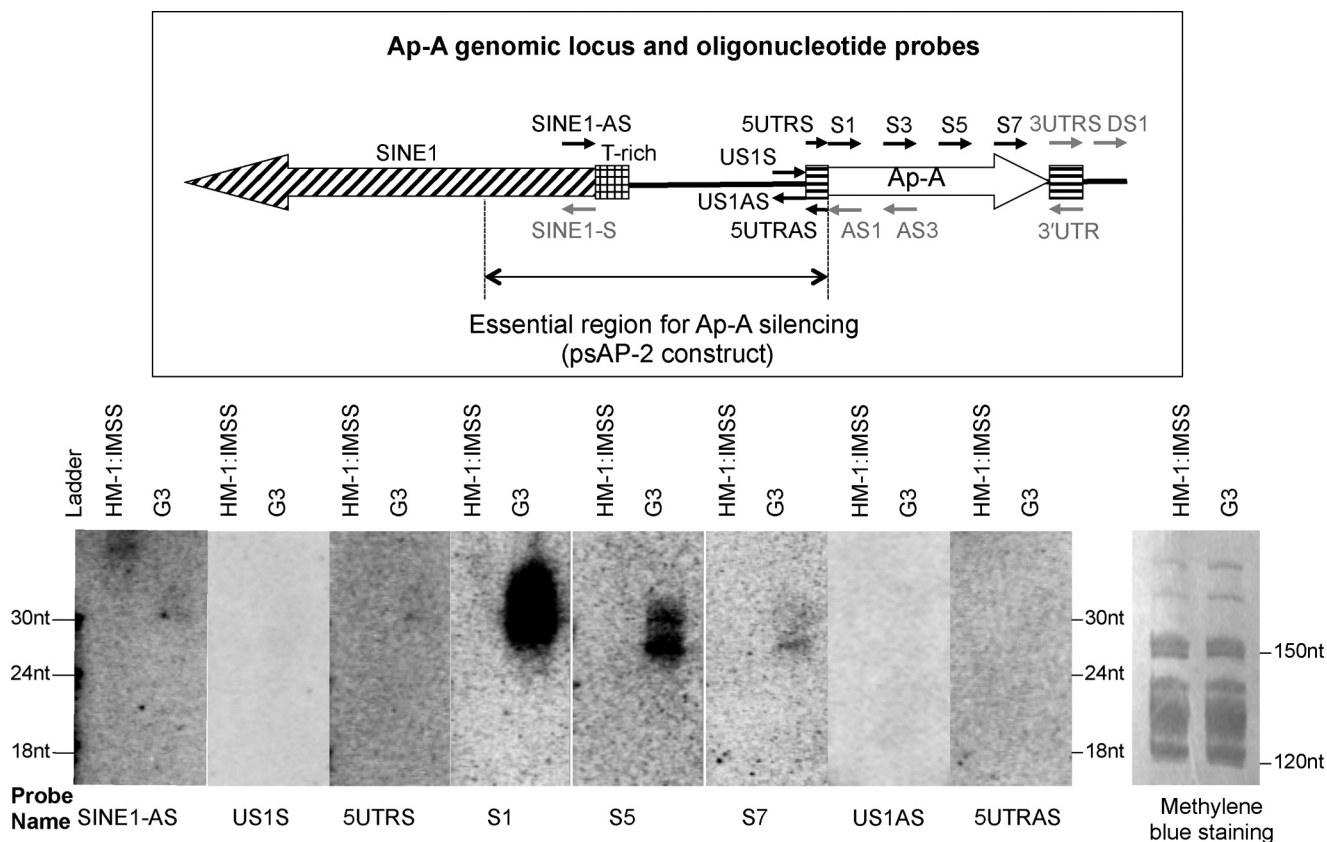 Ap-A genomic locus and oligonucleotide probes
SINE1-AS 5UTRS S1 S3 S5 S7 3UTRS DS1
SINE1 T-rich US1S Ap-A
US1AS
SINE1-S 5UTRAS AS1 AS3 3'UTR
Essential region for Ap-A silencing
(psAP-2 construct)
Ladder HM-1:IMSS G3 HM-1:IMSS G3 HM-1:IMSS G3 HM-1:IMSS G3 HM-1:IMSS G3 HM-1:IMSS G3 HM-1:IMSS G3 HM-1:IMSS G3 HM-1:IMSS G3
30nt 30nt
150nt
24nt 24nt
18nt 18nt
120nt
Probe
Name SINE1-AS US1S 5UTRS S1 S5 S7 US1AS 5UTRAS
Methylene
blue staining